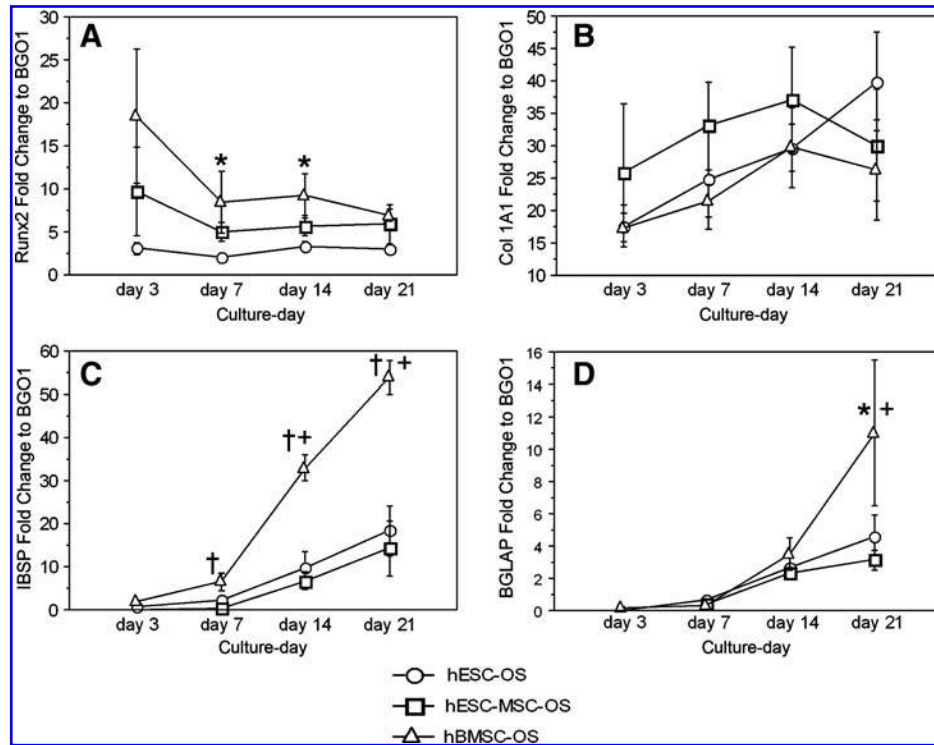 A
Runx2 Fold Change to BGO1
30
25
20
15
10
5
0
* *
day 3 day 7 day 14 day 21
Culture-day
B
Col 1A1 Fold Change to BGO1
50
45
40
35
30
25
20
15
10
day 3 day 7 day 14 day 21
Culture-day
C
IBSP Fold Change to BGO1
60
50
40
30
20
10
0
† †+ †+
day 3 day 7 day 14 day 21
Culture-day
D
BGLAP Fold Change to BGO1
16
14
12
10
8
6
4
2
0
*+
day 3 day 7 day 14 day 21
Culture-day
hESC-OS
hESC-MSC-OS
hBMSC-OS